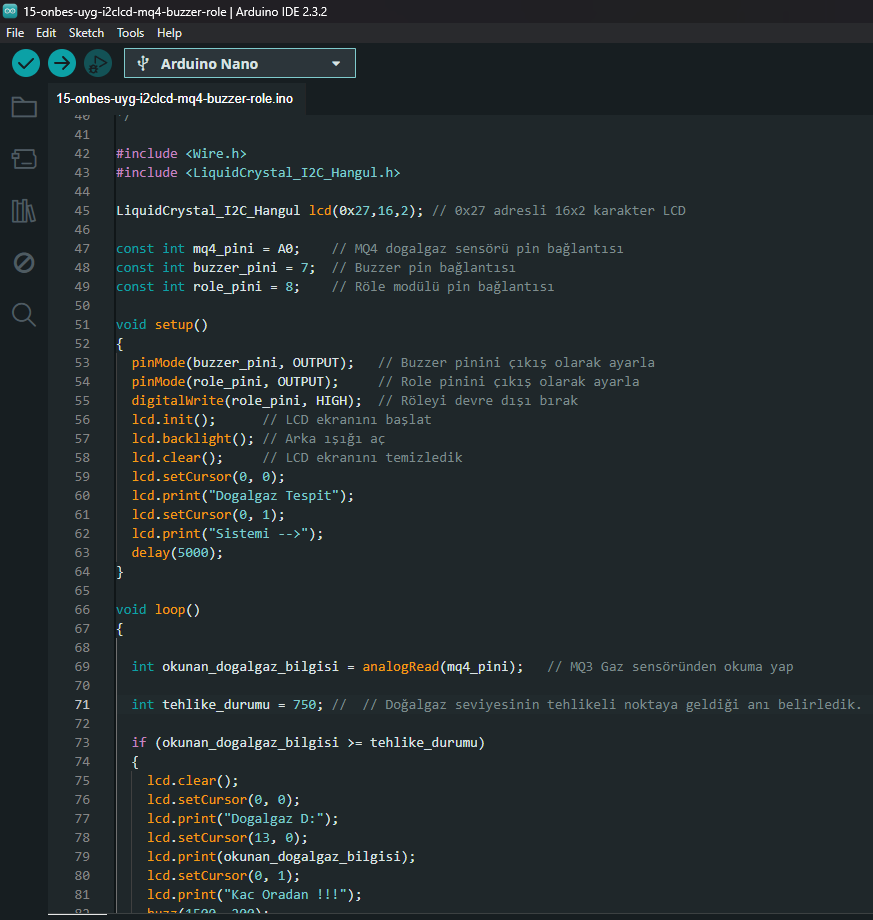 15-onbes-uyg-i2clcd-mq4-buzzer-role | Arduino IDE 2.3.2
File Edit Sketch Tools Help
Arduino Nano
15-onbes-uyg-i2clcd-mq4-buzzer-role.ino
40 */
41
42 #include <Wire.h>
43 #include <LiquidCrystal_I2C_Hangul.h>
44
45 LiquidCrystal_I2C_Hangul lcd(0x27,16,2); // 0x27 adresli 16x2 karakter LCD
46
47 const int mq4_pini = A0;    // MQ4 dogalgaz sensörü pin bağlantısı
48 const int buzzer_pini = 7;  // Buzzer pin bağlantısı
49 const int role_pini = 8;    // Röle modülü pin bağlantısı
50
51 void setup()
52 {
53   pinMode(buzzer_pini, OUTPUT);   // Buzzer pinini çıkış olarak ayarla
54   pinMode(role_pini, OUTPUT);     // Role pinini çıkış olarak ayarla
55   digitalWrite(role_pini, HIGH);  // Röleyi devre dışı bırak
56   lcd.init();      // LCD ekranını başlat
57   lcd.backlight(); // Arka ışığı aç
58   lcd.clear();     // LCD ekranını temizledik
59   lcd.setCursor(0, 0);
60   lcd.print("Dogalgaz Tespit");
61   lcd.setCursor(0, 1);
62   lcd.print("Sistemi -->");
63   delay(5000);
64 }
65
66 void loop()
67 {
68
69   int okunan_dogalgaz_bilgisi = analogRead(mq4_pini);   // MQ3 Gaz sensöründen okuma yap
70
71   int tehlike_durumu = 750; //  // Doğalgaz seviyesinin tehlikeli noktaya geldiği anı belirledik.
72
73   if (okunan_dogalgaz_bilgisi >= tehlike_durumu)
74   {
75     lcd.clear();
76     lcd.setCursor(0, 0);
77     lcd.print("Dogalgaz D:");
78     lcd.setCursor(13, 0);
79     lcd.print(okunan_dogalgaz_bilgisi);
80     lcd.setCursor(0, 1);
81     lcd.print("Kac Oradan !!!");
82     buzz(1500, 200);